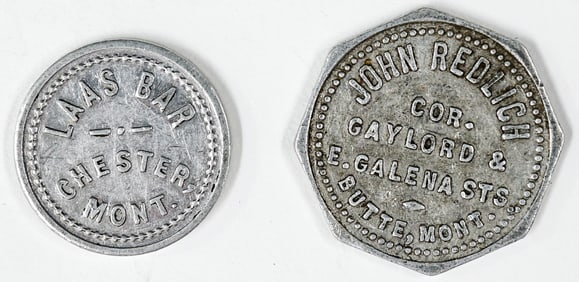 LAAS BAR
CHESTER,
MONT.
JOHN REDLICH
COR.
GAYLORD &
E. GALENA STS
BUTTE, MONT.